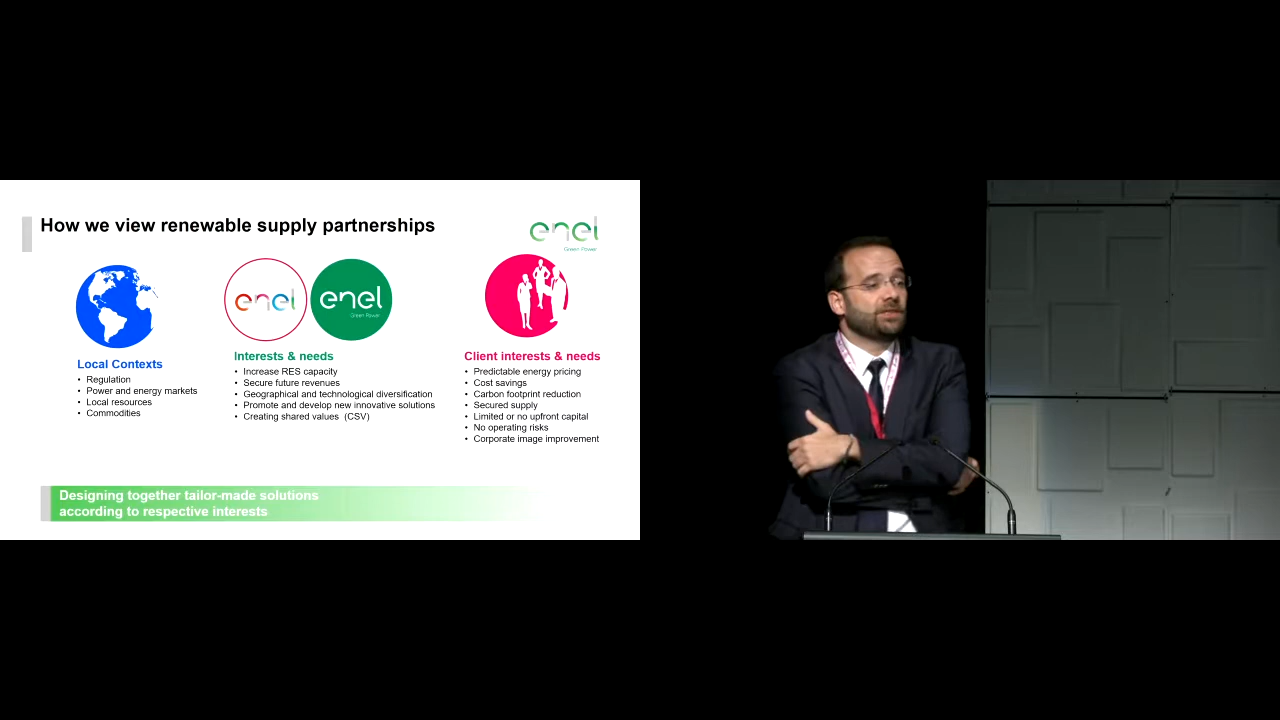 How we view renewable supply partnerships
enel
Green Power
enel
enel
Green Power
Local Contexts
• Regulation
• Power and energy markets
• Local resources
• Commodities
Interests & needs
• Increase RES capacity
• Secure future revenues
• Geographical and technological diversification
• Promote and develop new innovative solutions
• Creating shared values (CSV)
Client interests & needs
• Predictable energy pricing
• Cost savings
• Carbon footprint reduction
• Secured supply
• Limited or no upfront capital
• No operating risks
• Corporate image improvement
Designing together tailor-made solutions
according to respective interests